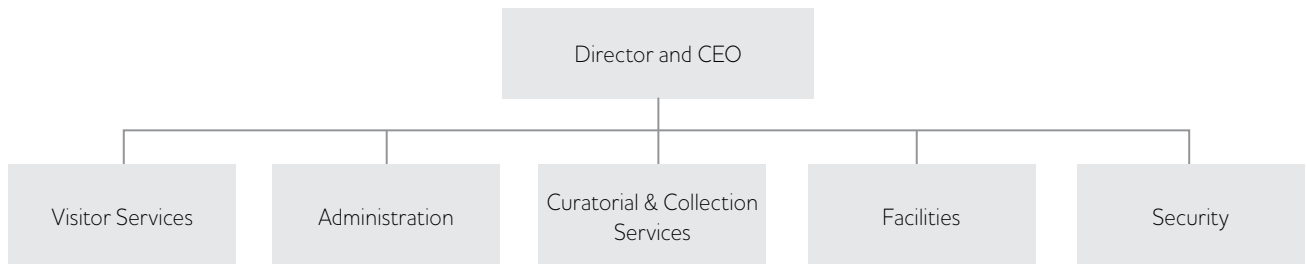 Director and CEO
Visitor Services
Administration
Curatorial & Collection
Services
Facilities
Security